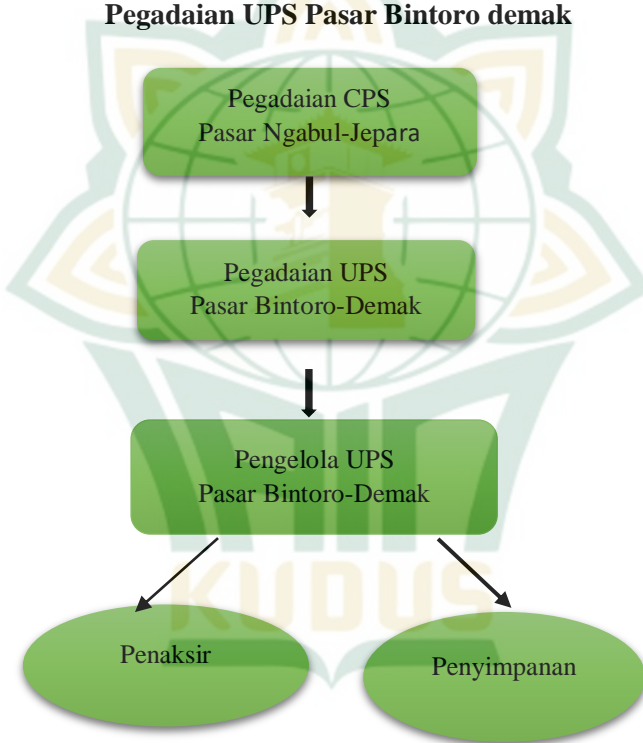 Pegadaian UPS Pasar Bintoro demak
Pegadaian CPS
Pasar Ngabul-Jepara
Pegadaian UPS
Pasar Bintoro-Demak
Pengelola UPS
Pasar Bintoro-Demak
KUDUS
Penaksir
Penyimpanan